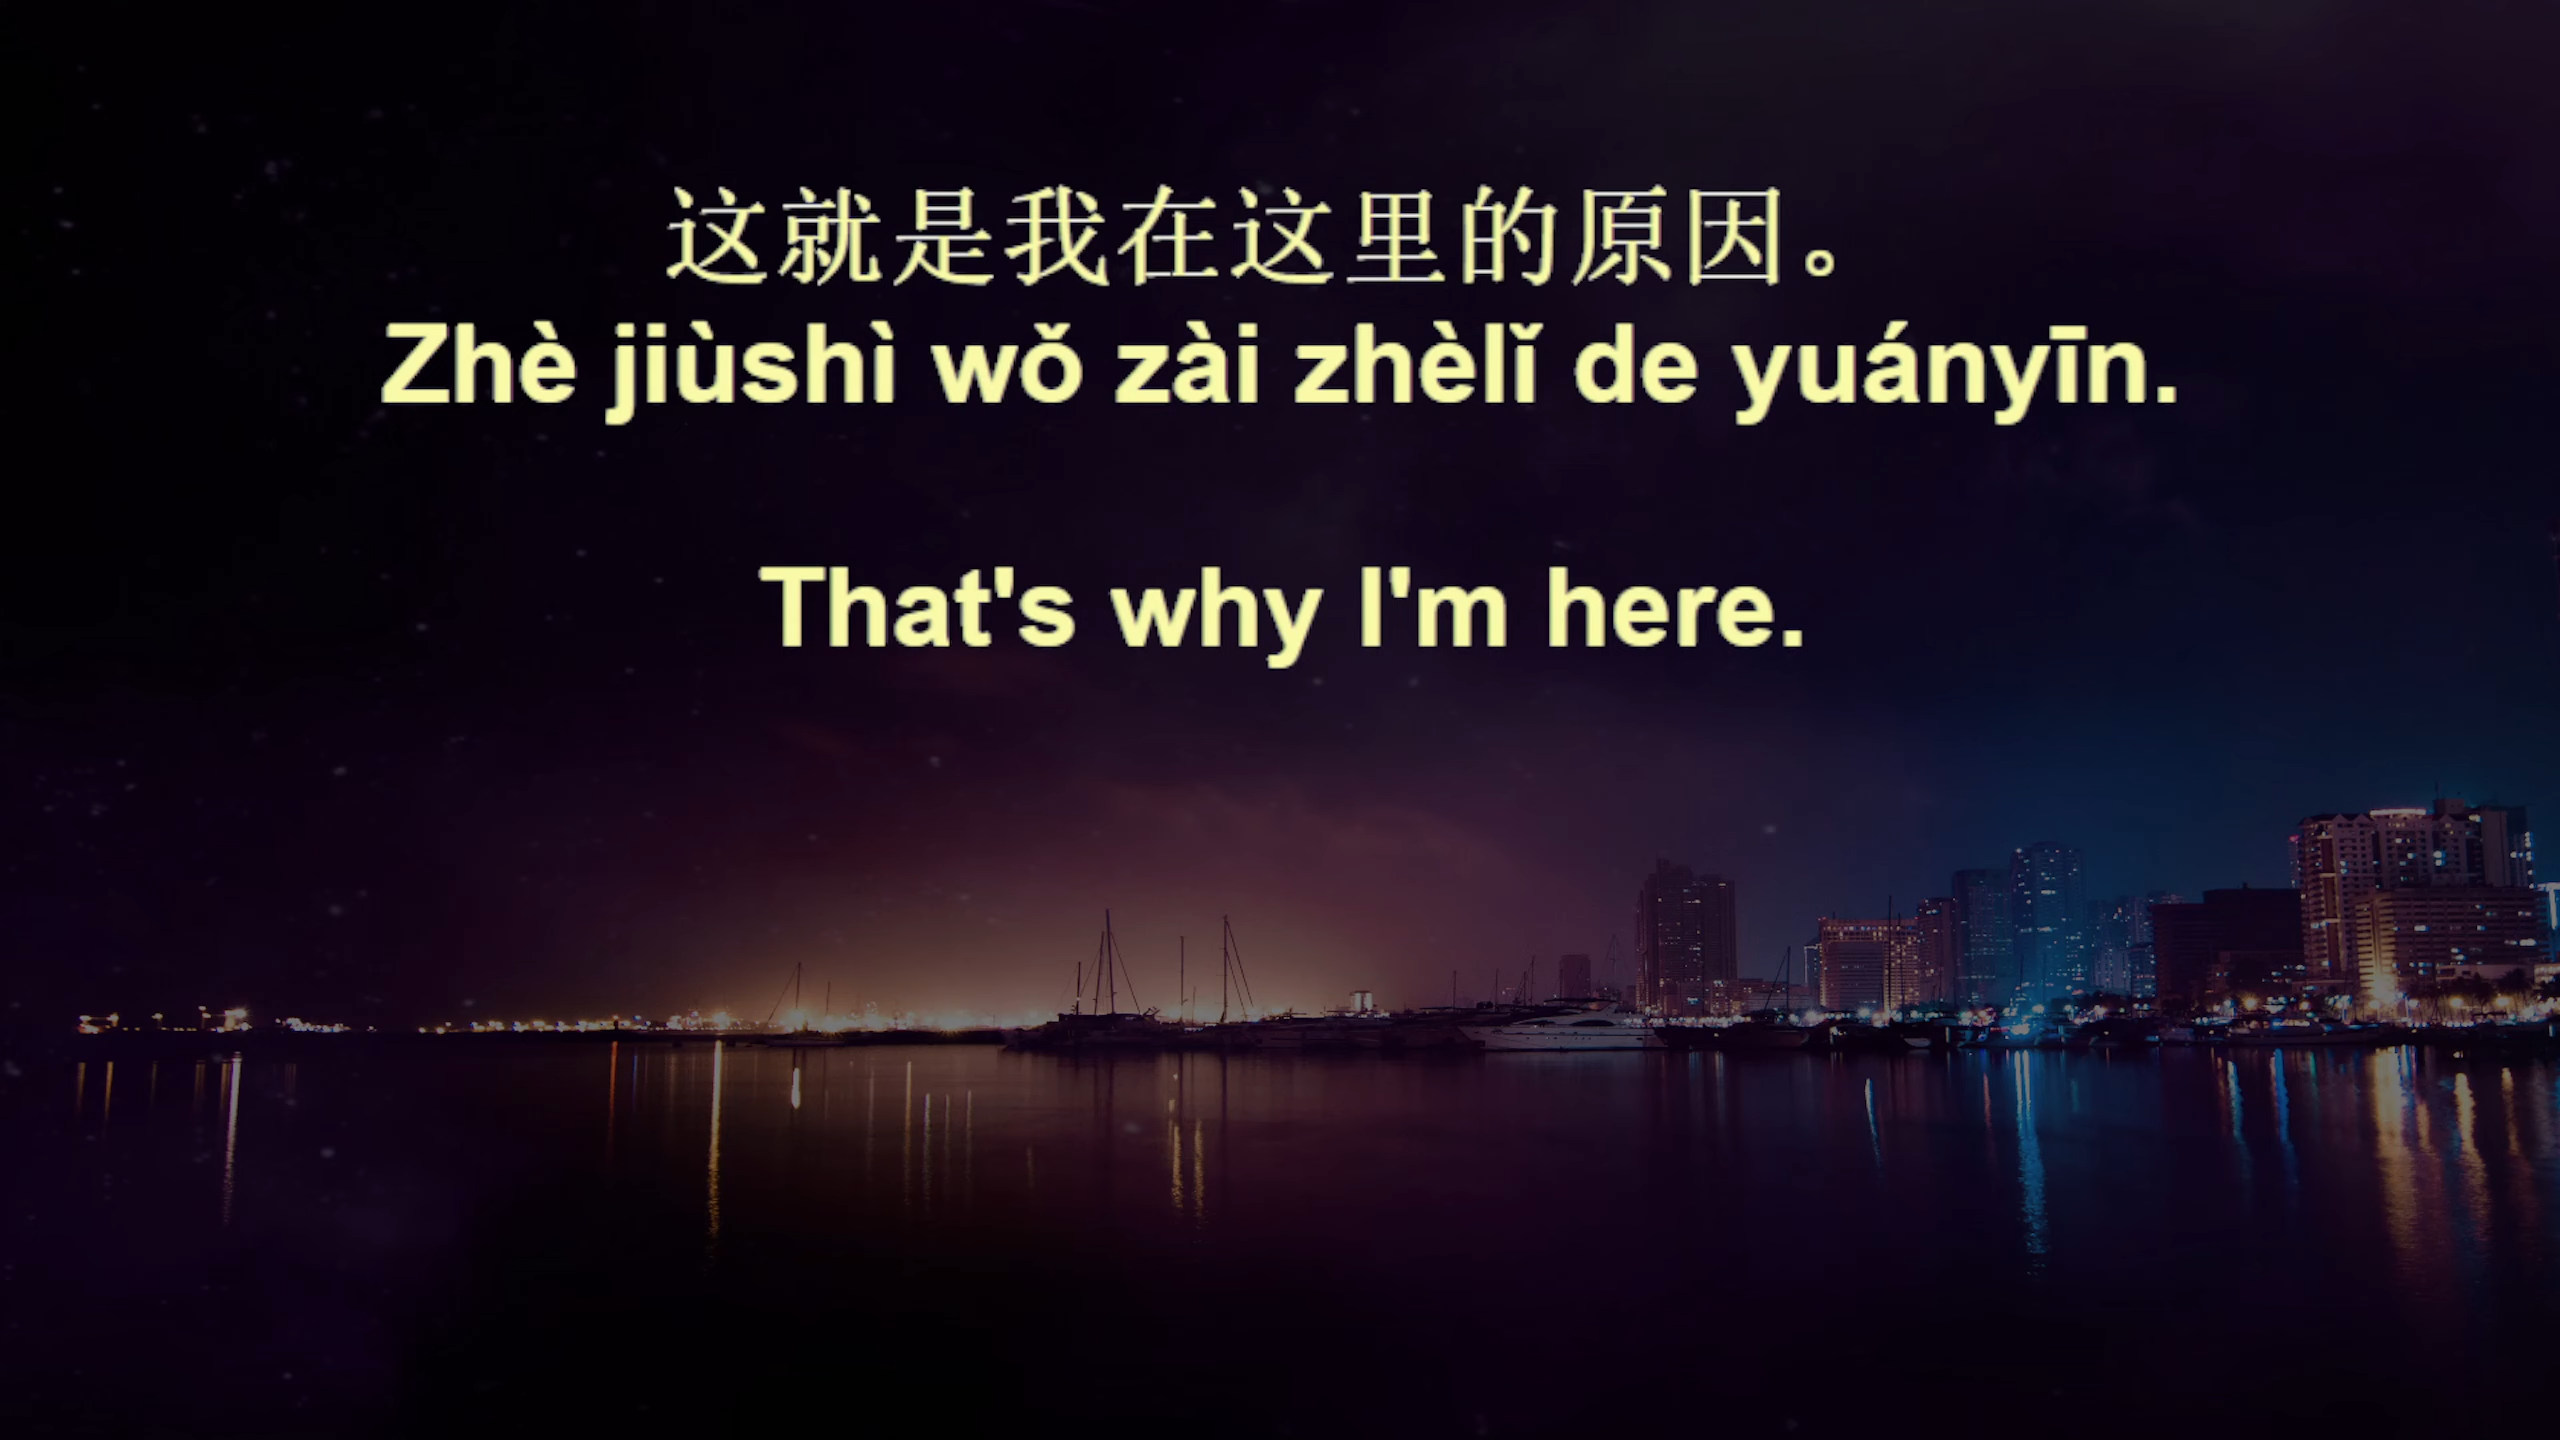 这就是我在这里的原因。
Zhè jiùshì wǒ zài zhèlǐ de yuányīn.
That's why I'm here.